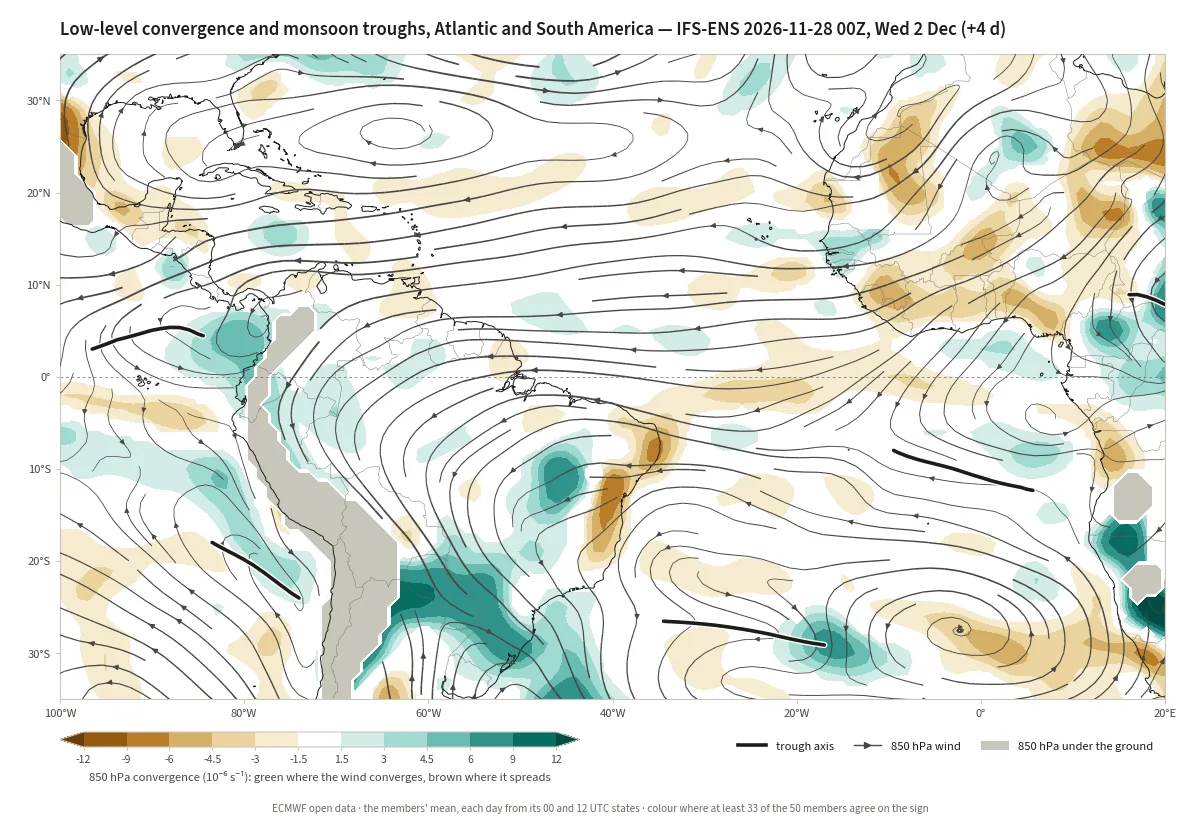 Low-level convergence and monsoon troughs, Atlantic and South America — IFS-ENS 2026-11-28 00Z, Wed 2 Dec (+4 d)
30°N
20°N
10°N
0°
10°S
20°S
30°S
100°W 80°W 60°W 40°W 20°W 0° 20°E
-12 -9 -6 -4.5 -3 -1.5 1.5 3 4.5 6 9 12
850 hPa convergence (10⁻⁶ s⁻¹): green where the wind converges, brown where it spreads
trough axis 850 hPa wind 850 hPa under the ground
ECMWF open data · the members' mean, each day from its 00 and 12 UTC states · colour where at least 33 of the 50 members agree on the sign